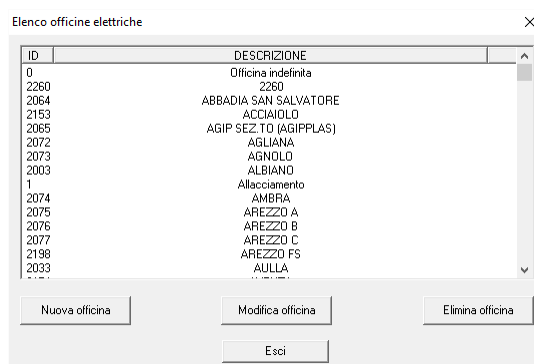 Elenco officine elettriche
ID DESCRIZIONE
0 Officina indefinita
2260 2260
2064 ABBADIA SAN SALVATORE
2153 ACCIAIOLO
2065 AGIP SEZ.TO (AGIPPLAS)
2072 AGLIANA
2073 AGNOLO
2003 ALBIANO
1 Allacciamento
2074 AMBRA
2075 AREZZO A
2076 AREZZO B
2077 AREZZO C
2198 AREZZO FS
2033 AULLA
Nuova officina Modifica officina Elimina officina
Esci